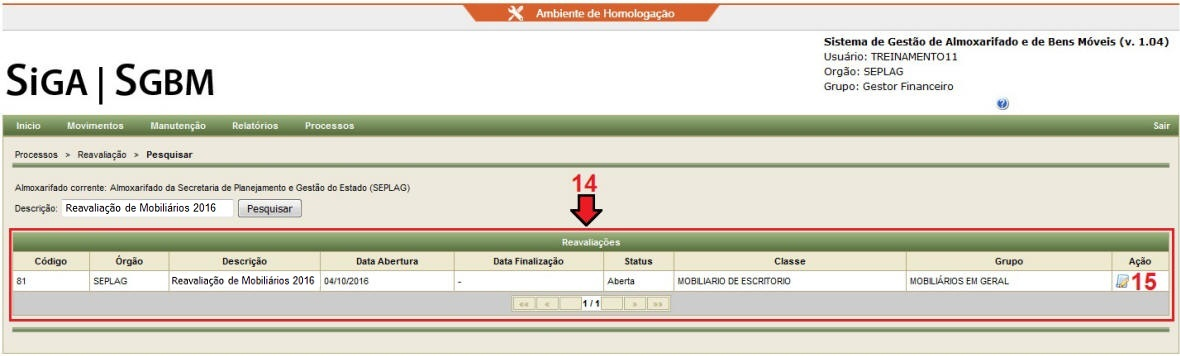 Ambiente de Homologação
Sistema de Gestão de Almoxarifado e de Bens Móveis (v. 1.04)
Usuário: TREINAMENTO11
Orgão: SEPLAG
Grupo: Gestor Financeiro
SiGA | SGBM
Início Movimentos Manutenção Relatórios Processos Sair
Processos > Reavaliação > Pesquisar
Almoxarifado corrente: Almoxarifado da Secretaria de Planejamento e Gestão do Estado (SEPLAG)
14
Descrição: Reavaliação de Mobiliários 2016 Pesquisar
Reavaliações
Código Órgão Descrição Data Abertura Data Finalização Status Classe Grupo Ação
81 SEPLAG Reavaliação de Mobiliários 2016 04/10/2016 - Aberta MOBILIARIO DE ESCRITORIO MOBILIÁRIOS EM GERAL 15
«« « 1 / 1 » »»